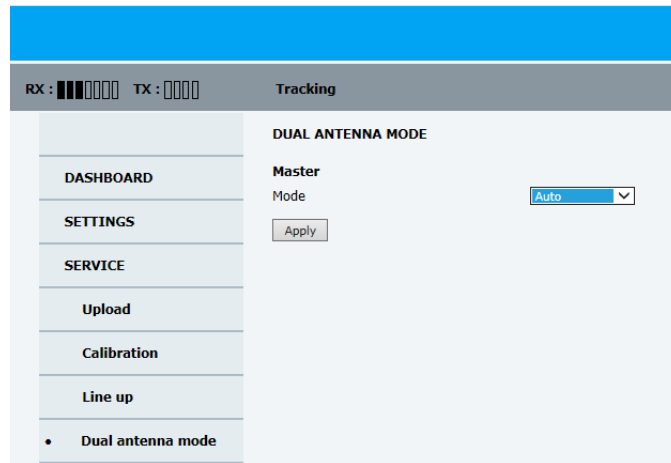 RX : TX : Tracking
DUAL ANTENNA MODE
Master
Mode Auto
Apply
DASHBOARD
SETTINGS
SERVICE
Upload
Calibration
Line up
• Dual antenna mode